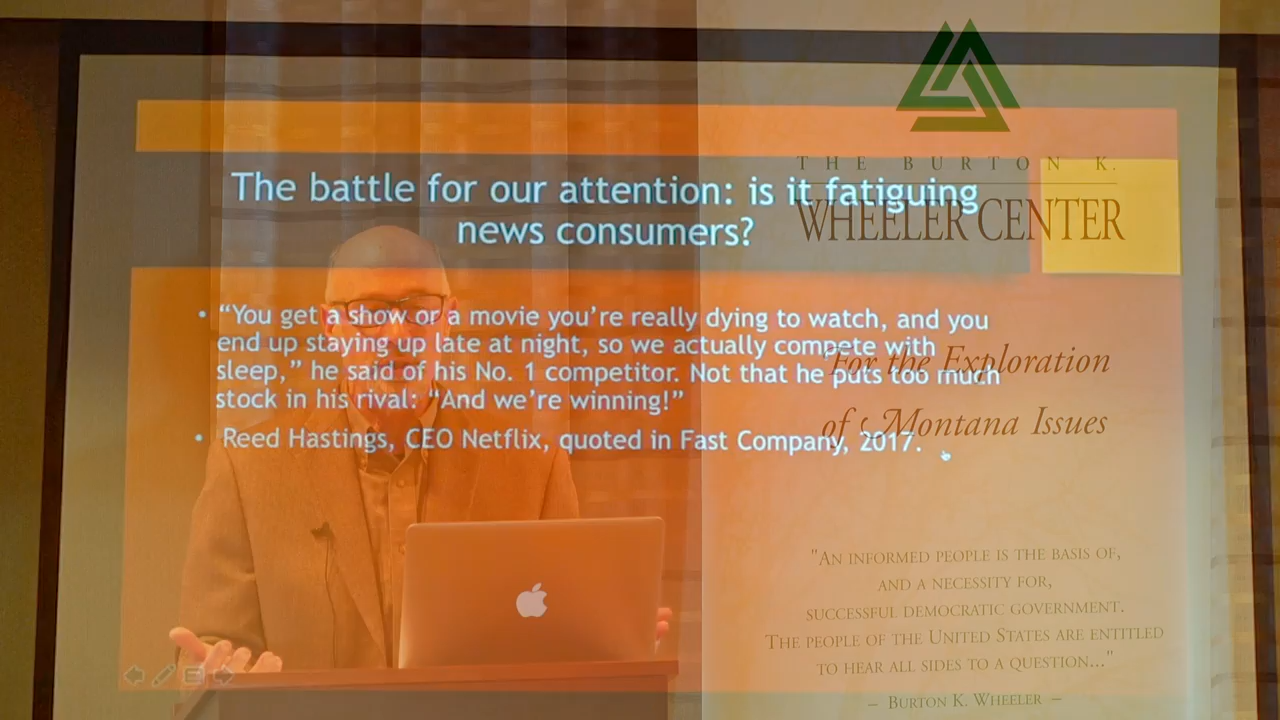 The battle for our attention: is it fatiguing
news consumers?
• “You get a show or a movie you’re really dying to watch, and you
end up staying up late at night, so we actually compete with
sleep,” he said of his No. 1 competitor. Not that he puts too much
stock in his rival: “And we’re winning!”
• Reed Hastings, CEO Netflix, quoted in Fast Company, 2017.
THE BURTON K.
WHEELER CENTER
For the Exploration
of Montana Issues
"AN INFORMED PEOPLE IS THE BASIS OF,
AND A NECESSITY FOR,
SUCCESSFUL DEMOCRATIC GOVERNMENT.
THE PEOPLE OF THE UNITED STATES ARE ENTITLED
TO HEAR ALL SIDES TO A QUESTION..."
– BURTON K. WHEELER –